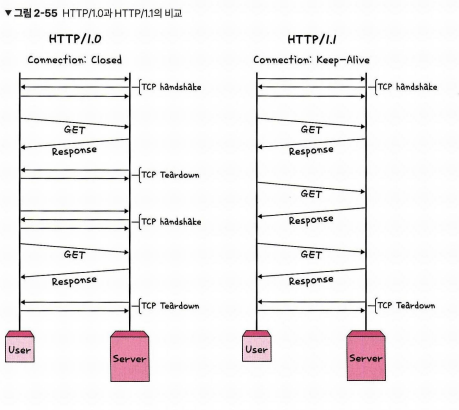 ▼ 그림 2-55 HTTP/1.0과 HTTP/1.1의 비교
HTTP/1.0
Connection: Closed
TCP handshake
GET
Response
TCP Teardown
TCP handshake
GET
Response
TCP Teardown
User
Server
HTTP/1.1
Connection: Keep-Alive
TCP handshake
GET
Response
GET
Response
GET
Response
TCP Teardown
User
Server